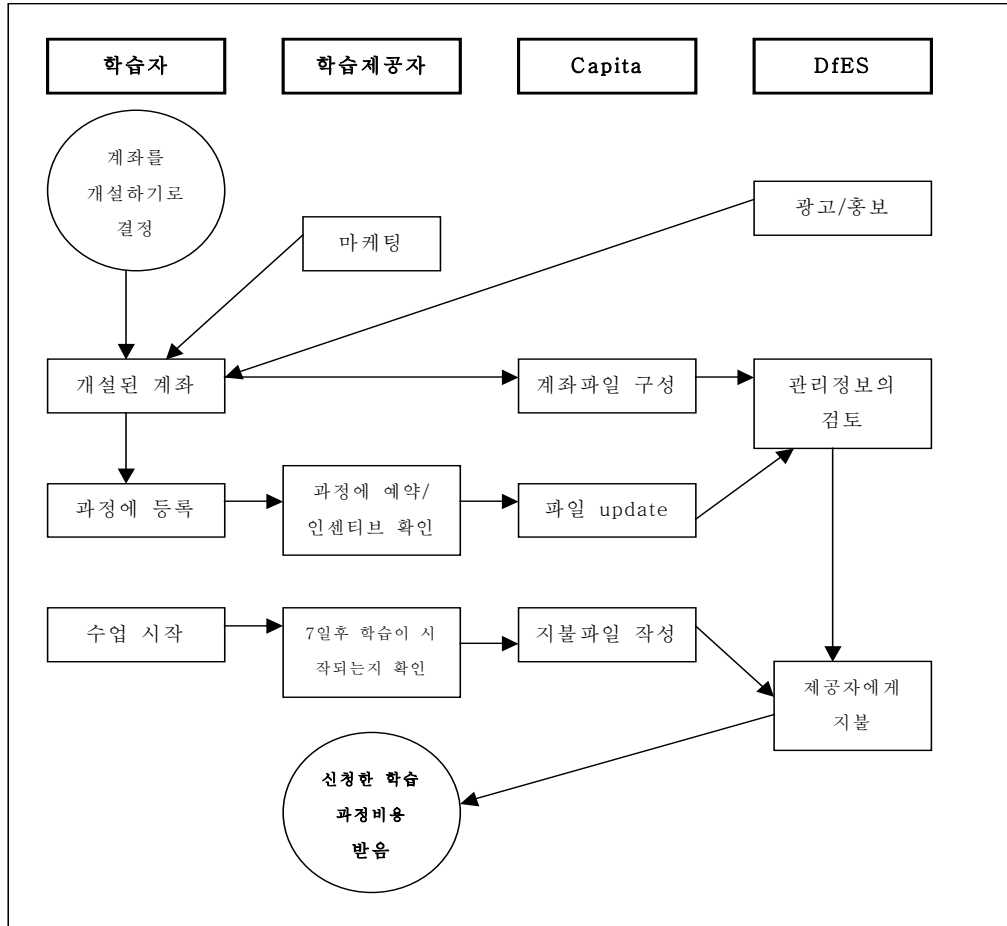 학습자
학습제공자
Capita
DfES
계좌를
개설하기로
결정
마케팅
광고/홍보
개설된 계좌
계좌파일 구성
관리정보의
검토
과정에 등록
과정에 예약/
인센티브 확인
파일 update
수업 시작
7일후 학습이 시
작되는지 확인
지불파일 작성
제공자에게
지불
신청한 학습
과정비용
받음